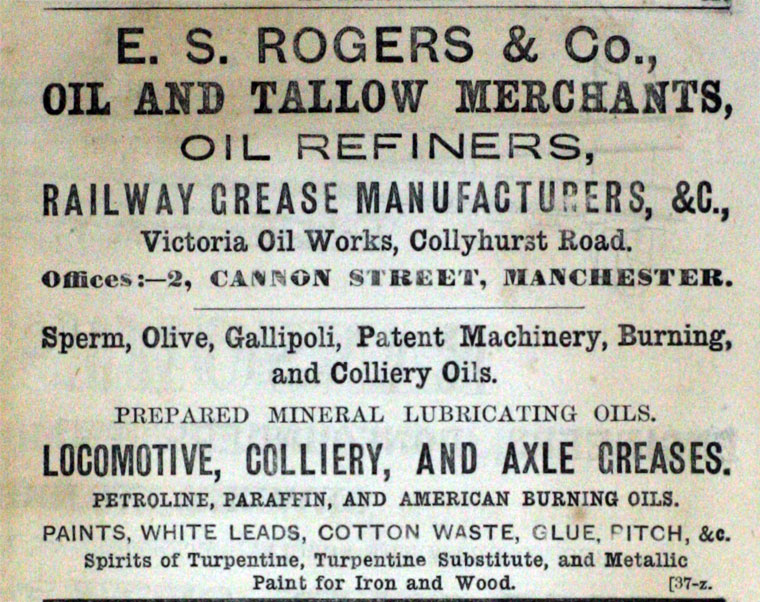 E. S. ROGERS & Co.,
OIL AND TALLOW MERCHANTS,
OIL REFINERS,
RAILWAY GREASE MANUFACTURERS, &C.,
Victoria Oil Works, Collyhurst Road.
Offices:—2, CANNON STREET, MANCHESTER.
Sperm, Olive, Gallipoli, Patent Machinery, Burning,
and Colliery Oils.
PREPARED MINERAL LUBRICATING OILS.
LOCOMOTIVE, COLLIERY, AND AXLE GREASES.
PETROLINE, PARAFFIN, AND AMERICAN BURNING OILS.
PAINTS, WHITE LEADS, COTTON WASTE, GLUE, PITCH, &c.
Spirits of Turpentine, Turpentine Substitute, and Metallic
Paint for Iron and Wood. [37-z.